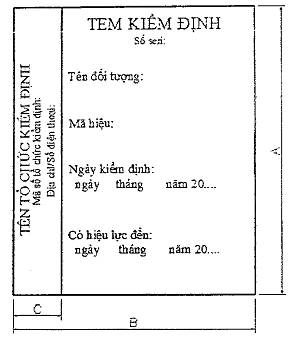 TEM KIỂM ĐỊNH
Số seri:
TÊN TỔ CHỨC KIỂM ĐỊNH
Mã số tổ chức kiểm định:
Địa chỉ/Số điện thoại:
Tên đối tượng:
Mã hiệu:
Ngày kiểm định:
ngày tháng năm 20....
Có hiệu lực đến:
ngày tháng năm 20....
A
C
B